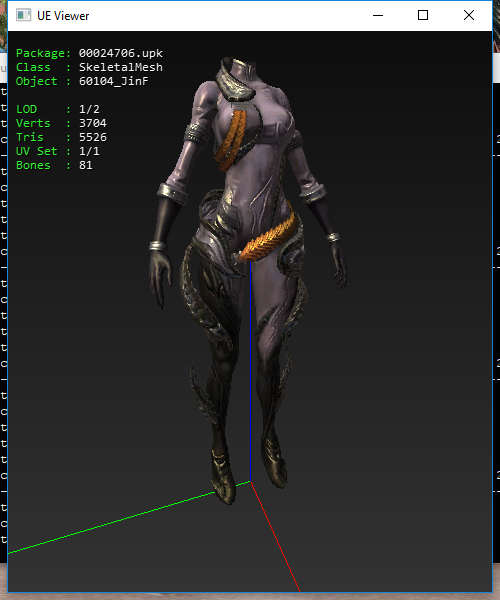 UE Viewer
Package: 00024706.upk
Class : SkeletalMesh
Object : 60104_JinF
LOD : 1/2
Verts : 3704
Tris : 5526
UV Set : 1/1
Bones : 81